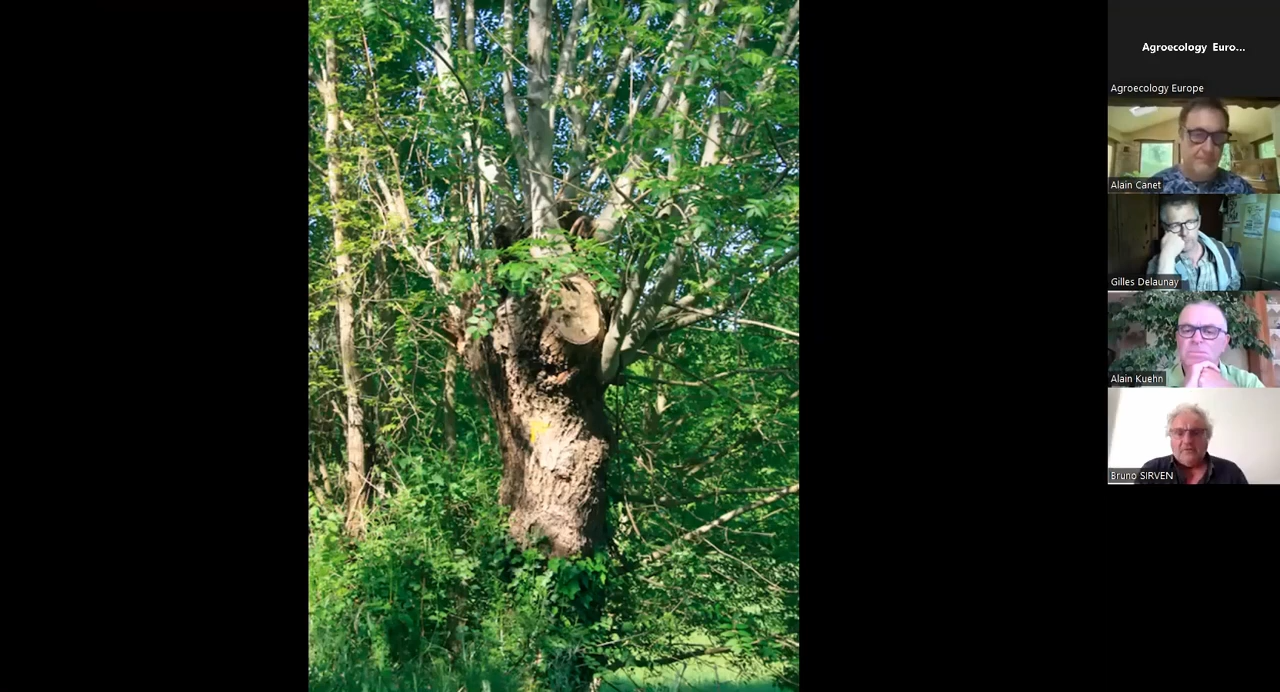 Agroecology Euro...
Agroecology Europe
Alain Canet
Gilles Delaunay
Alain Kuehn
Bruno SIRVEN